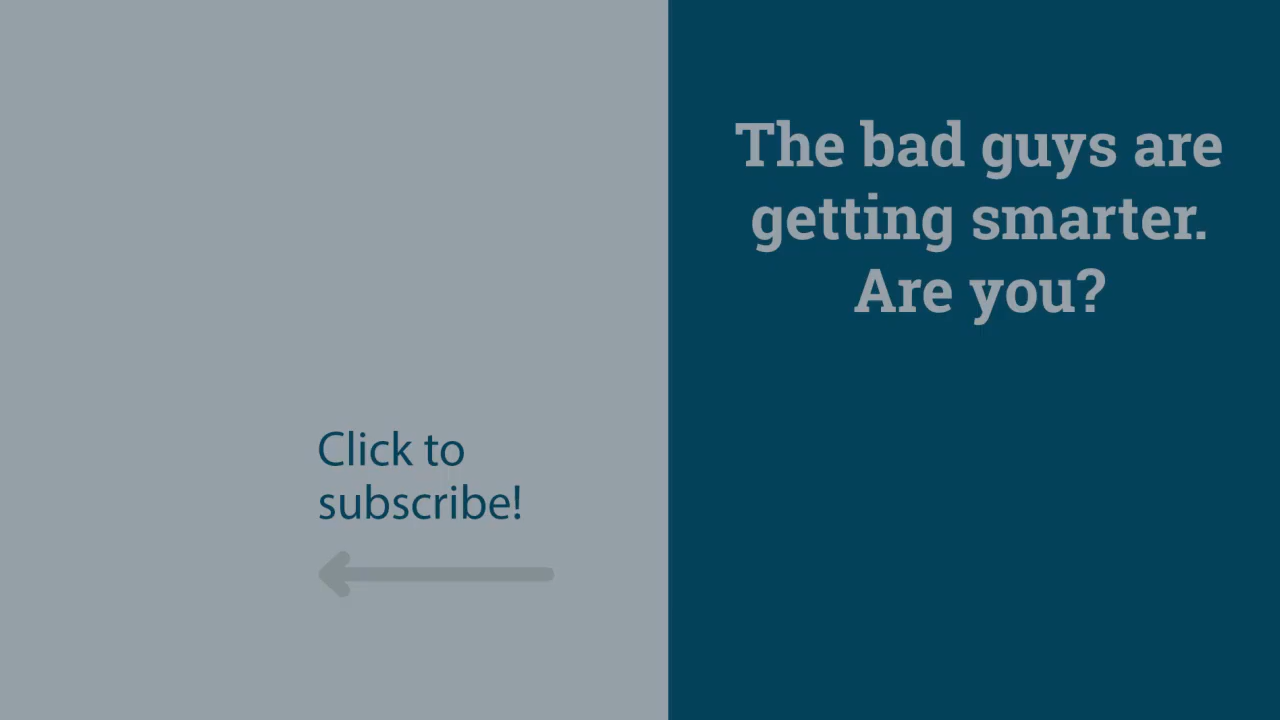 The bad guys are
getting smarter.
Are you?
Click to
subscribe!